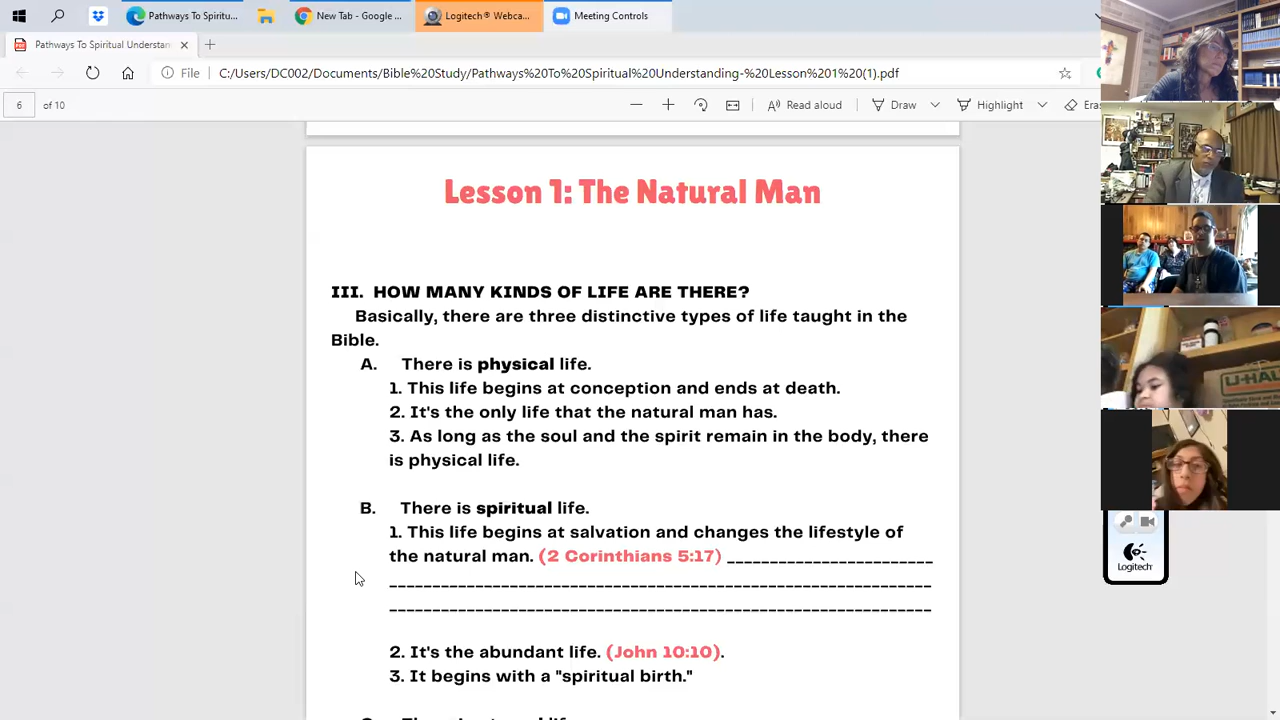 Pathways To Spiritu...
New Tab - Google ...
Logitech® Webca...
Meeting Controls
Pathways To Spiritual Understan
File
C:/Users/DC002/Documents/Bible%20Study/Pathways%20To%20Spiritual%20Understanding-%20Lesson%201%20(1).pdf
6 of 10
Read aloud
Draw
Highlight
Eras
Lesson 1: The Natural Man
III. HOW MANY KINDS OF LIFE ARE THERE?
Basically, there are three distinctive types of life taught in the
Bible.
A. There is physical life.
1. This life begins at conception and ends at death.
2. It's the only life that the natural man has.
3. As long as the soul and the spirit remain in the body, there
is physical life.
B. There is spiritual life.
1. This life begins at salvation and changes the lifestyle of
the natural man. (2 Corinthians 5:17) ________________________
_______________________________________________________________
_______________________________________________________________
2. It's the abundant life. (John 10:10).
3. It begins with a "spiritual birth."
U-HAUL
Logitech